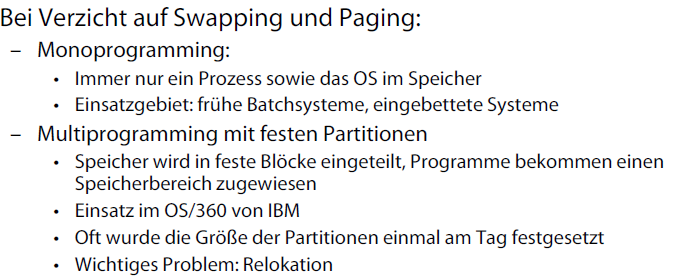 Bei Verzicht auf Swapping und Paging:
– Monoprogramming:
• Immer nur ein Prozess sowie das OS im Speicher
• Einsatzgebiet: frühe Batchsysteme, eingebettete Systeme
– Multiprogramming mit festen Partitionen
• Speicher wird in feste Blöcke eingeteilt, Programme bekommen einen
Speicherbereich zugewiesen
• Einsatz im OS/360 von IBM
• Oft wurde die Größe der Partitionen einmal am Tag festgesetzt
• Wichtiges Problem: Relokation